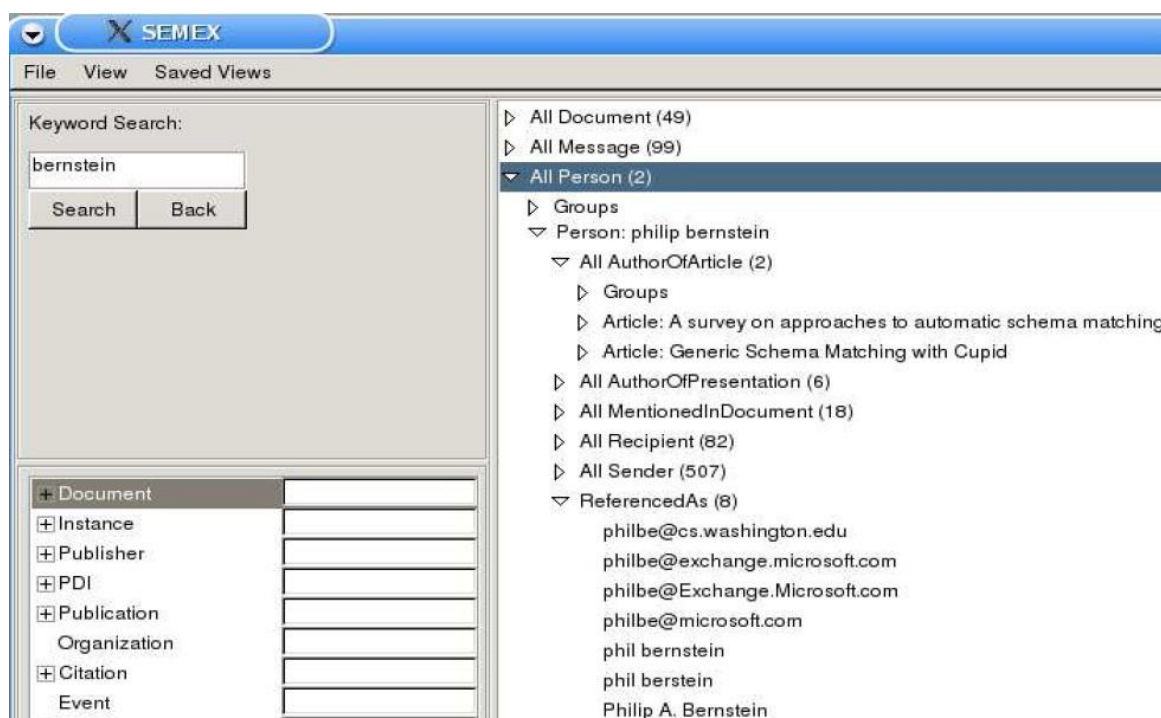 SEMEX
File View Saved Views
Keyword Search:
bernstein
Search Back
+ Document
+ Instance
+ Publisher
+ PDI
+ Publication
Organization
+ Citation
Event
All Document (49)
All Message (99)
All Person (2)
Groups
Person: philip bernstein
All AuthorOfArticle (2)
Groups
Article: A survey on approaches to automatic schema matching
Article: Generic Schema Matching with Cupid
All AuthorOfPresentation (6)
All MentionedInDocument (18)
All Recipient (82)
All Sender (507)
ReferencedAs (8)
philbe@cs.washington.edu
philbe@exchange.microsoft.com
philbe@Exchange.Microsoft.com
philbe@microsoft.com
phil bernstein
phil berstein
Philip A. Bernstein